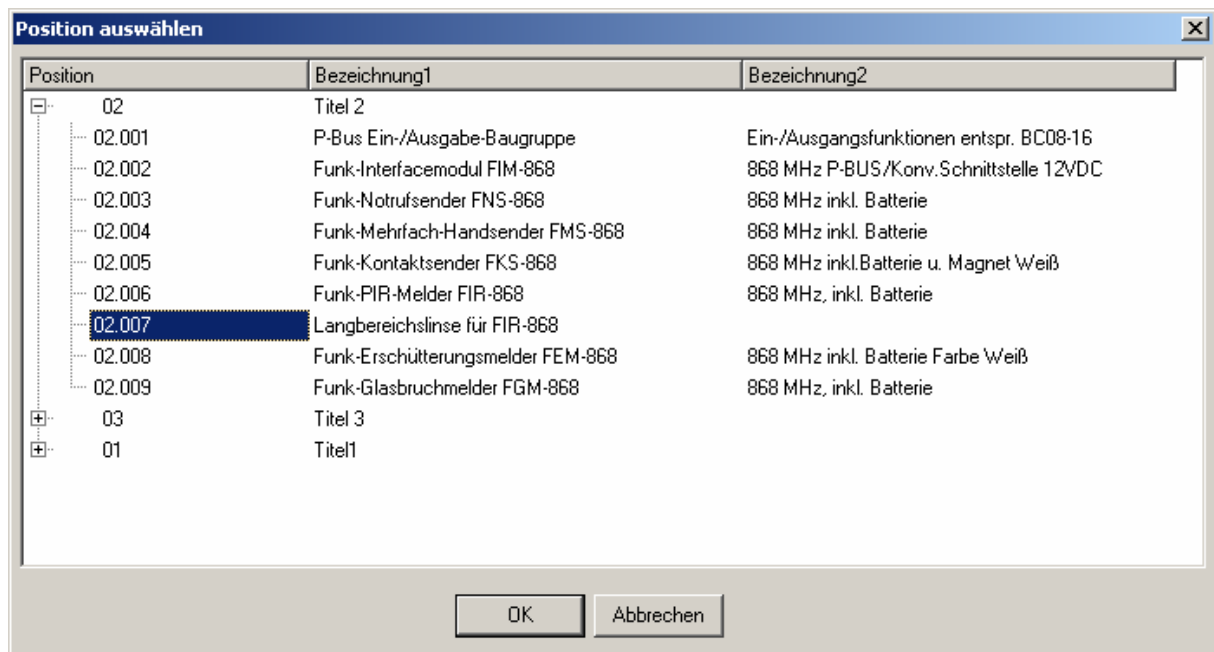 Position auswählen
Position Bezeichnung1 Bezeichnung2
02 Titel 2
02.001 P-Bus Ein-/Ausgabe-Baugruppe Ein-/Ausgangsfunktionen entspr. BC08-16
02.002 Funk-Interfacemodul FIM-868 868 MHz P-BUS/Konv.Schnittstelle 12VDC
02.003 Funk-Notrufsender FNS-868 868 MHz inkl. Batterie
02.004 Funk-Mehrfach-Handsender FMS-868 868 MHz inkl. Batterie
02.005 Funk-Kontaktsender FKS-868 868 MHz inkl.Batterie u. Magnet Weiß
02.006 Funk-PIR-Melder FIR-868 868 MHz, inkl. Batterie
02.007 Langbereichslinse für FIR-868
02.008 Funk-Erschütterungsmelder FEM-868 868 MHz inkl. Batterie Farbe Weiß
02.009 Funk-Glasbruchmelder FGM-868 868 MHz, inkl. Batterie
03 Titel 3
01 Titel1
OK Abbrechen